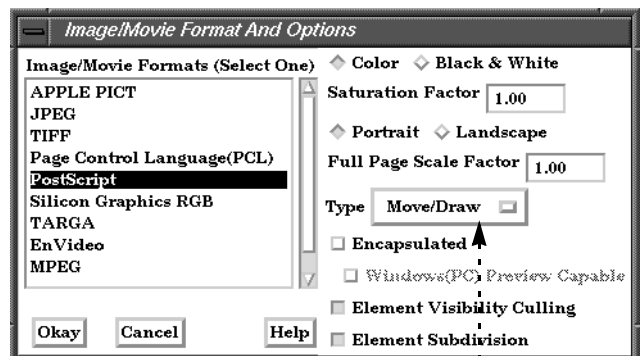 Image/Movie Format And Options
Image/Movie Formats (Select One)
APPLE PICT
JPEG
TIFF
Page Control Language(PCL)
PostScript
Silicon Graphics RGB
TARGA
EnVideo
MPEG
Okay
Cancel
Help
Color
Black & White
Saturation Factor
1.00
Portrait
Landscape
Full Page Scale Factor
1.00
Type
Move/Draw
Encapsulated
Windows(PC) Preview Capable
Element Visibility Culling
Element Subdivision